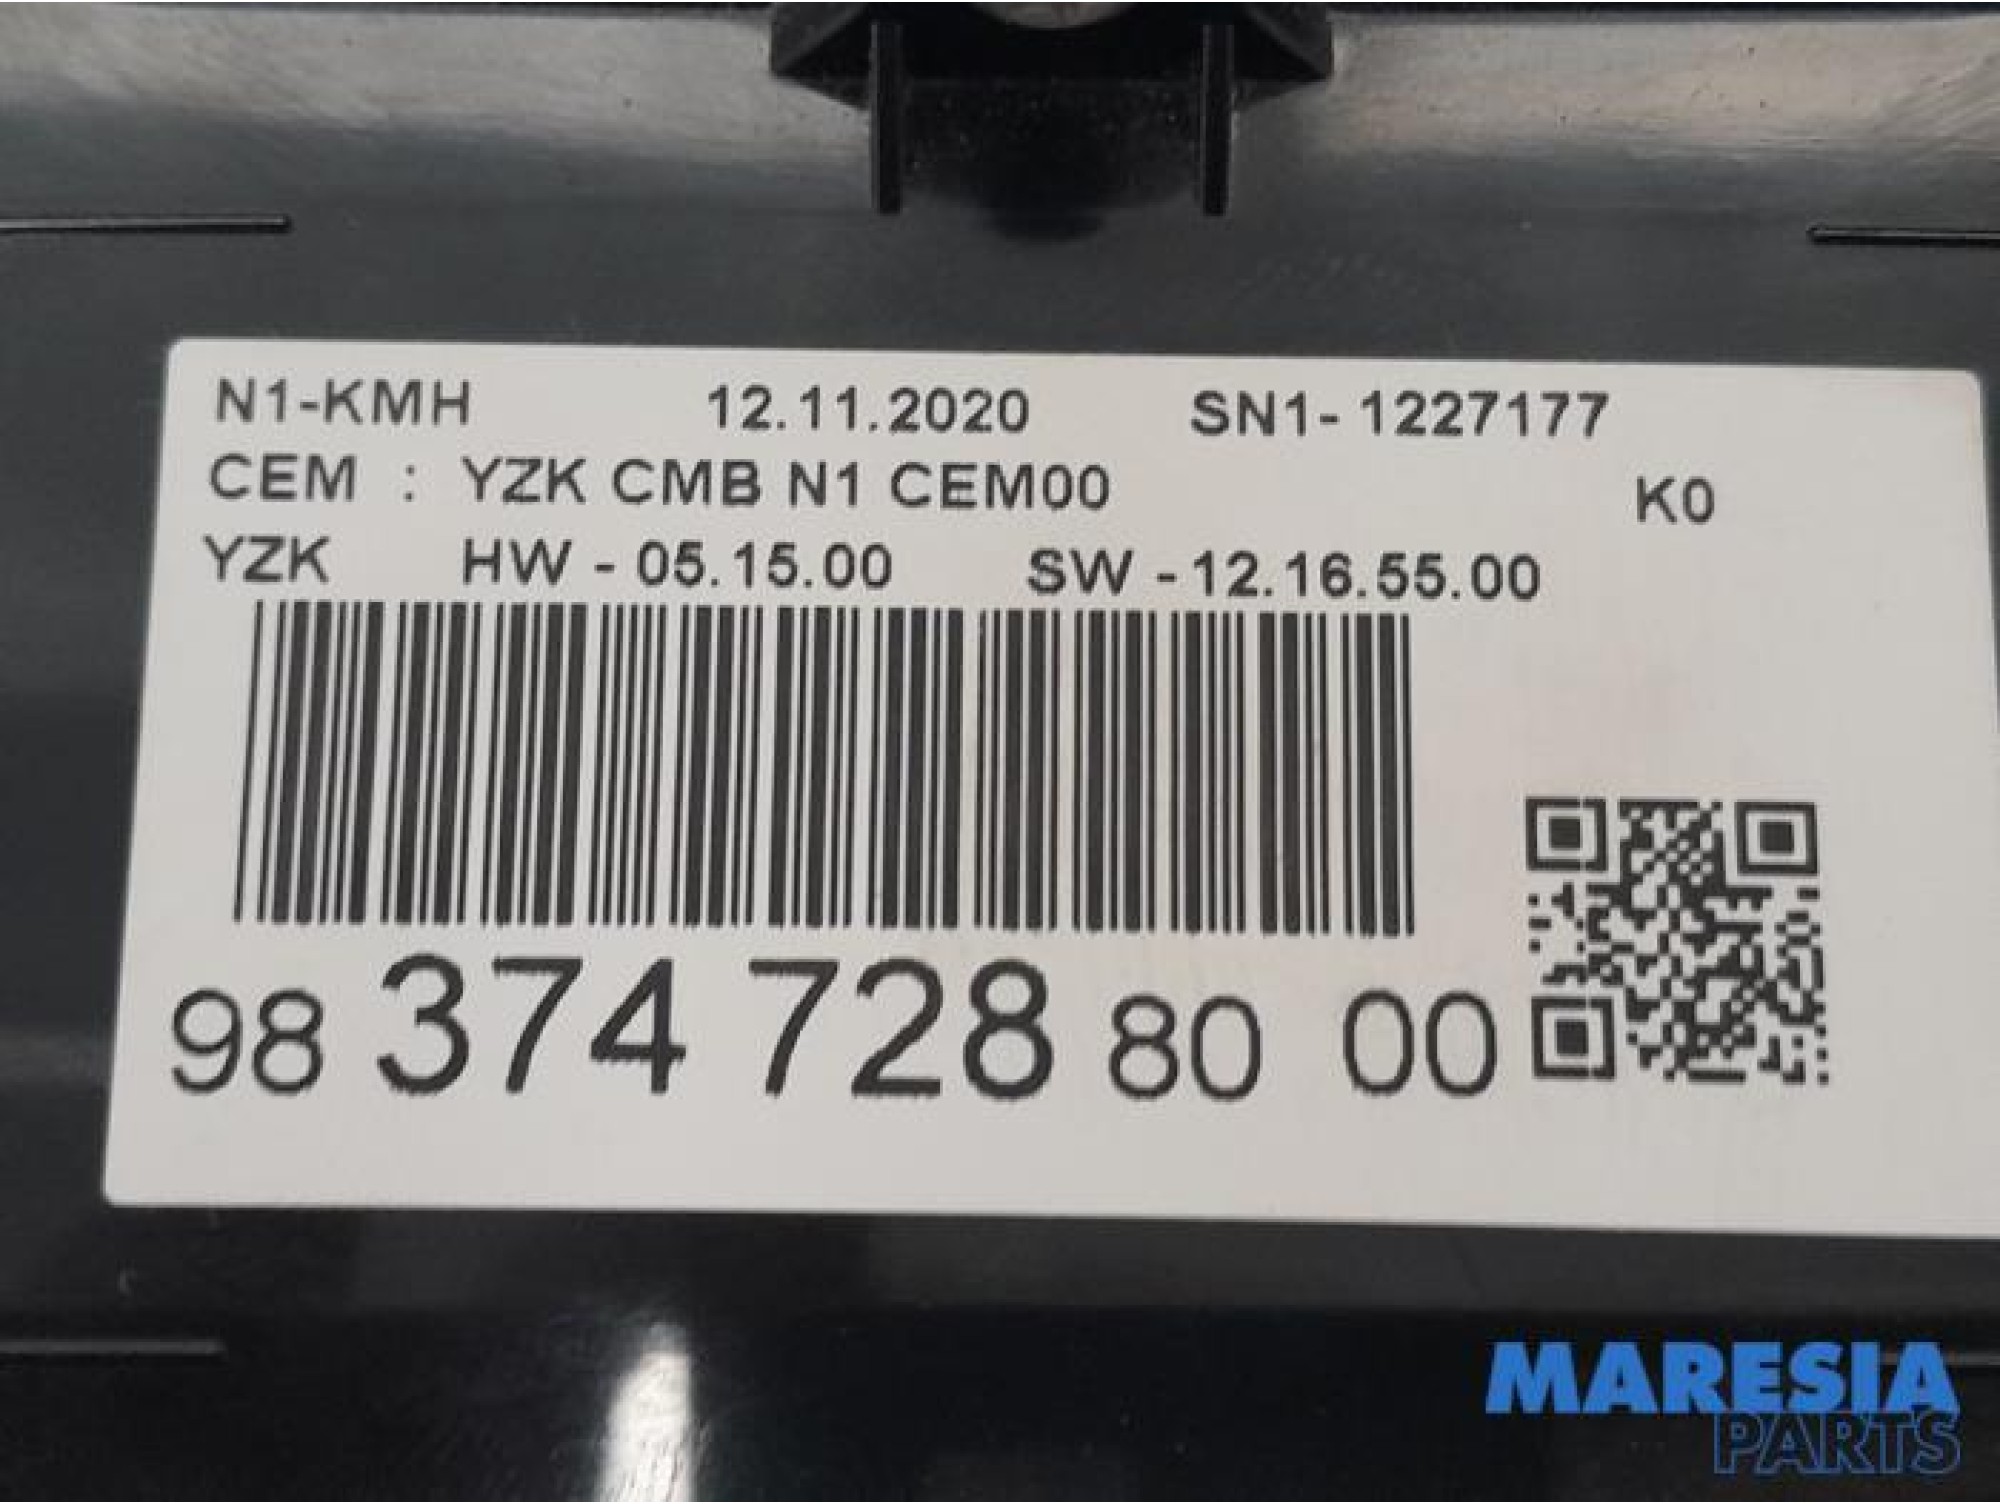 N1-KMH 12.11.2020 SN1-1227177
CEM : YZK CMB N1 CEM00 K0
YZK HW - 05.15.00 SW - 12.16.55.00
98 374 728 80 00
MARESIA
PARTS